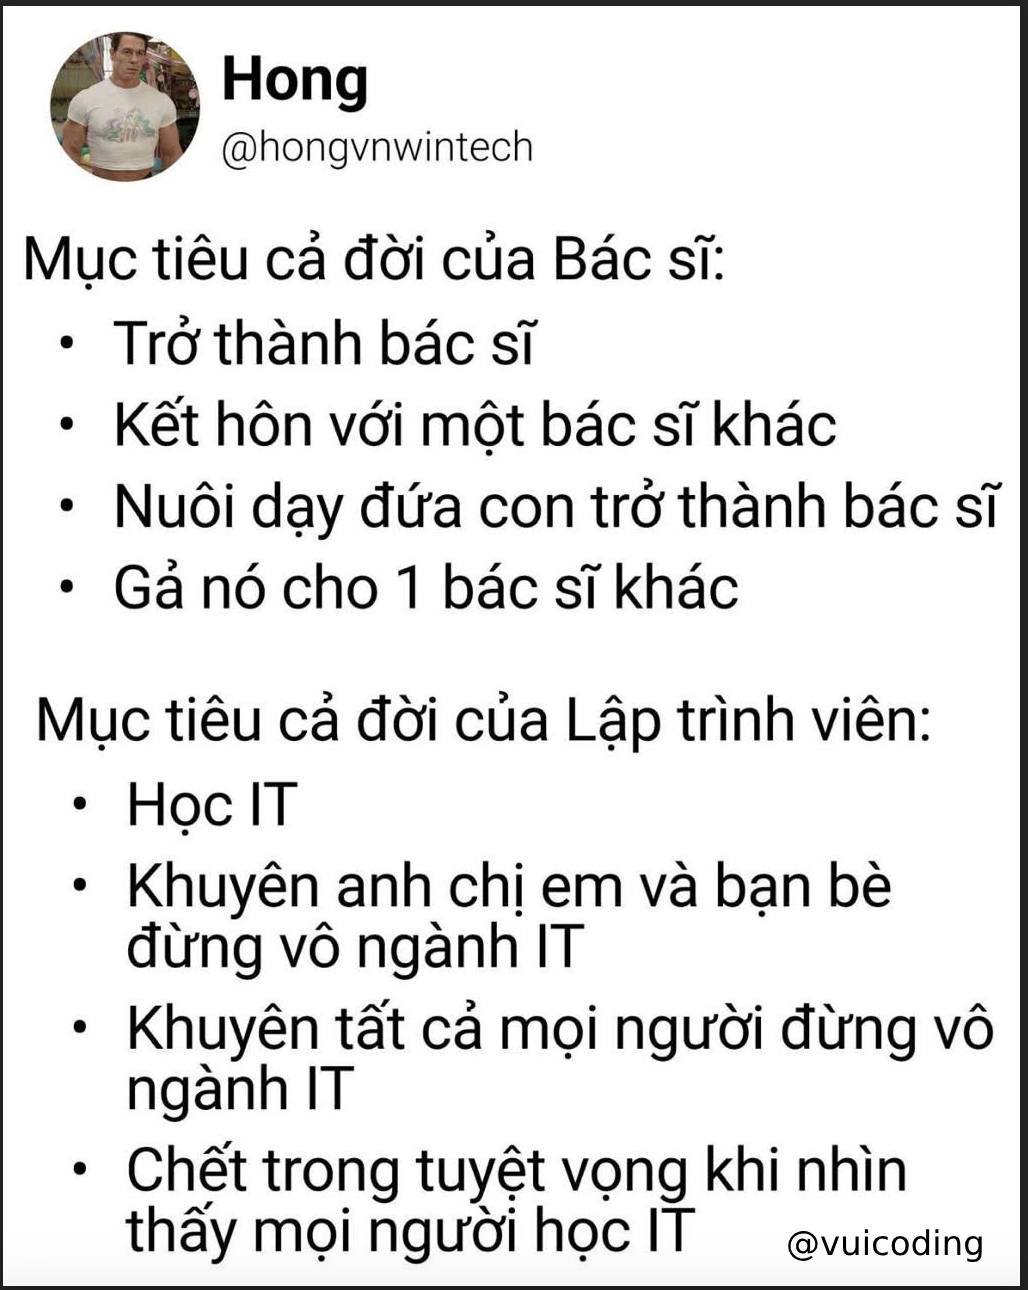 Hong
@hongvnwintech
Mục tiêu cả đời của Bác sĩ:
• Trở thành bác sĩ
• Kết hôn với một bác sĩ khác
• Nuôi dạy đứa con trở thành bác sĩ
• Gả nó cho 1 bác sĩ khác
Mục tiêu cả đời của Lập trình viên:
• Học IT
• Khuyên anh chị em và bạn bè
đừng vô ngành IT
• Khuyên tất cả mọi người đừng vô
ngành IT
• Chết trong tuyệt vọng khi nhìn
thấy mọi người học IT
@vuicoding